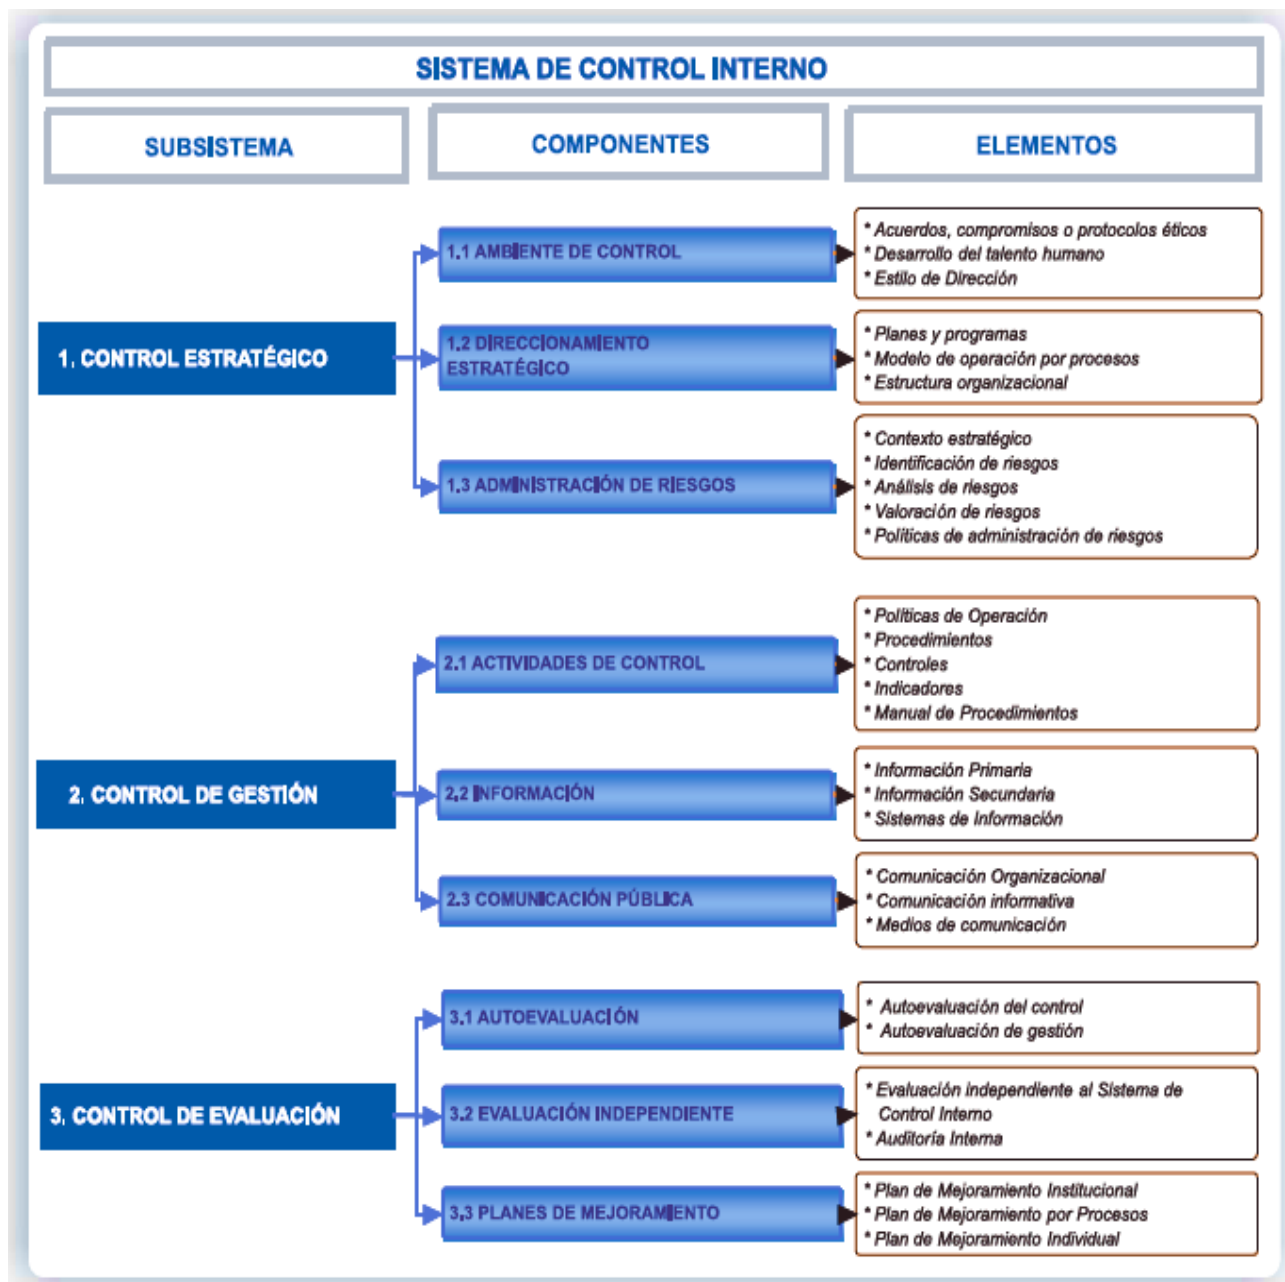 SISTEMA DE CONTROL INTERNO
SUBSISTEMA
COMPONENTES
ELEMENTOS
1. CONTROL ESTRATÉGICO
1.1 AMBIENTE DE CONTROL
* Acuerdos, compromisos o protocolos éticos
* Desarrollo del talento humano
* Estilo de Dirección
1.2 DIRECCIONAMIENTO
ESTRATÉGICO
* Planes y programas
* Modelo de operación por procesos
* Estructura organizacional
1.3 ADMINISTRACIÓN DE RIESGOS
* Contexto estratégico
* Identificación de riesgos
* Análisis de riesgos
* Valoración de riesgos
* Políticas de administración de riesgos
2. CONTROL DE GESTIÓN
2.1 ACTIVIDADES DE CONTROL
* Políticas de Operación
* Procedimientos
* Controles
* Indicadores
* Manual de Procedimientos
2.2 INFORMACIÓN
* Información Primaria
* Información Secundaria
* Sistemas de Información
2.3 COMUNICACIÓN PÚBLICA
* Comunicación Organizacional
* Comunicación informativa
* Medios de comunicación
3. CONTROL DE EVALUACIÓN
3.1 AUTOEVALUACIÓN
* Autoevaluación del control
* Autoevaluación de gestión
3.2 EVALUACIÓN INDEPENDIENTE
* Evaluación independiente al Sistema de
Control Interno
* Auditoría Interna
3.3 PLANES DE MEJORAMIENTO
* Plan de Mejoramiento Institucional
* Plan de Mejoramiento por Procesos
* Plan de Mejoramiento Individual